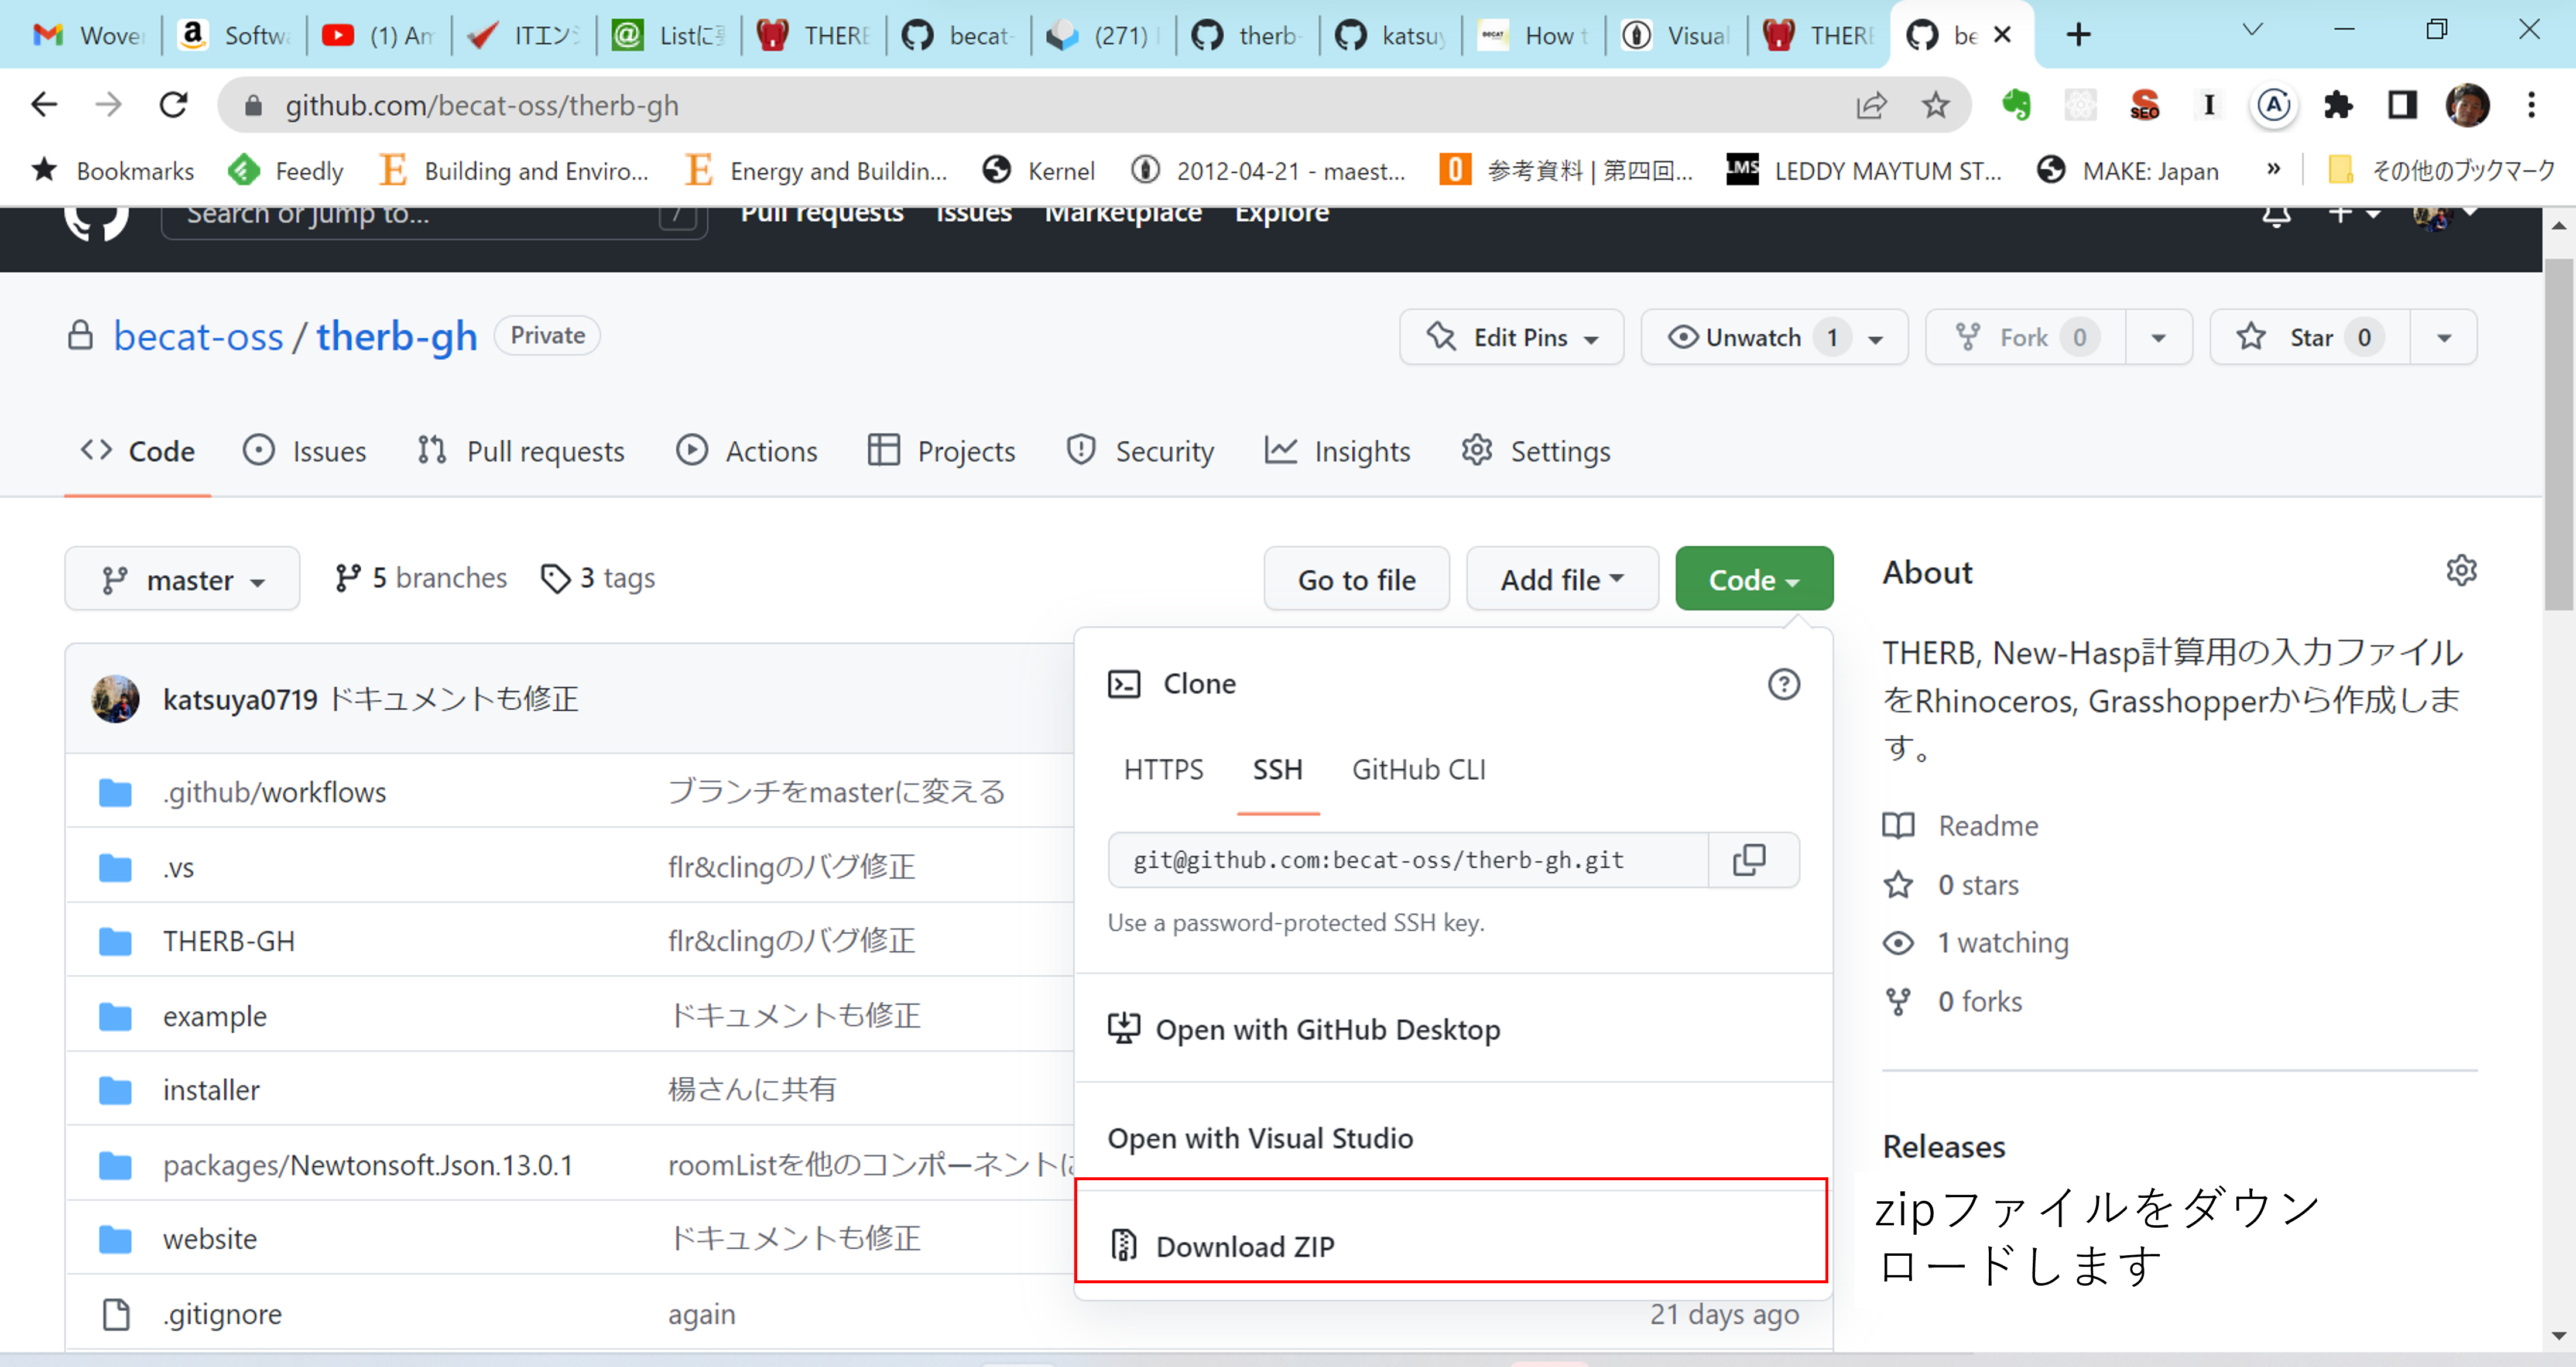 Wove
Softw
(1) Am
ITエンジ
Listに
THERE
becat-
(271)
therb-
katsuy
How t
Visual
THERE
be
github.com/becat-oss/therb-gh
SEO
Bookmarks
Feedly
Building and Enviro...
Energy and Buildin...
Kernel
2012-04-21 - maest...
参考資料 | 第四回...
LMS
LEDDY MAYTUM ST...
MAKE: Japan
»
その他のブックマーク
Search or jump to...
/
Pull requests
Issues
Marketplace
Explore
becat-oss / therb-gh
Private
Edit Pins
Unwatch 1
Fork 0
Star 0
Code
Issues
Pull requests
Actions
Projects
Security
Insights
Settings
master
5 branches
3 tags
Go to file
Add file
Code
katsuya0719 ドキュメントも修正
.github/workflows ブランチをmasterに変える
.vs flr&clingのバグ修正
THERB-GH flr&clingのバグ修正
example ドキュメントも修正
installer 楊さんに共有
packages/Newtonsoft.Json.13.0.1 roomListを他のコンポーネントに
website ドキュメントも修正
.gitignore again 21 days ago
Clone
HTTPS
SSH
GitHub CLI
git@github.com:becat-oss/therb-gh.git
Use a password-protected SSH key.
Open with GitHub Desktop
Open with Visual Studio
Download ZIP
About
THERB, New-Hasp計算用の入力ファイル
をRhinoceros, Grasshopperから作成しま
す。
Readme
0 stars
1 watching
0 forks
Releases
zipファイルをダウン
ロードします